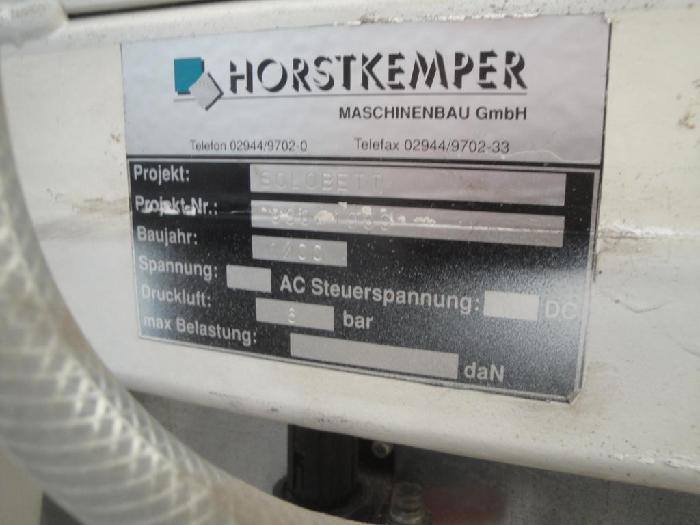 HORSTKEMPER
MASCHINENBAU GmbH
Telefon 02944/9702-0 Telefax 02944/9702-33
Projekt:
Projekt-Nr.:
Baujahr:
Spannung: AC Steuerspannung: DC
Druckluft: bar
max Belastung: daN